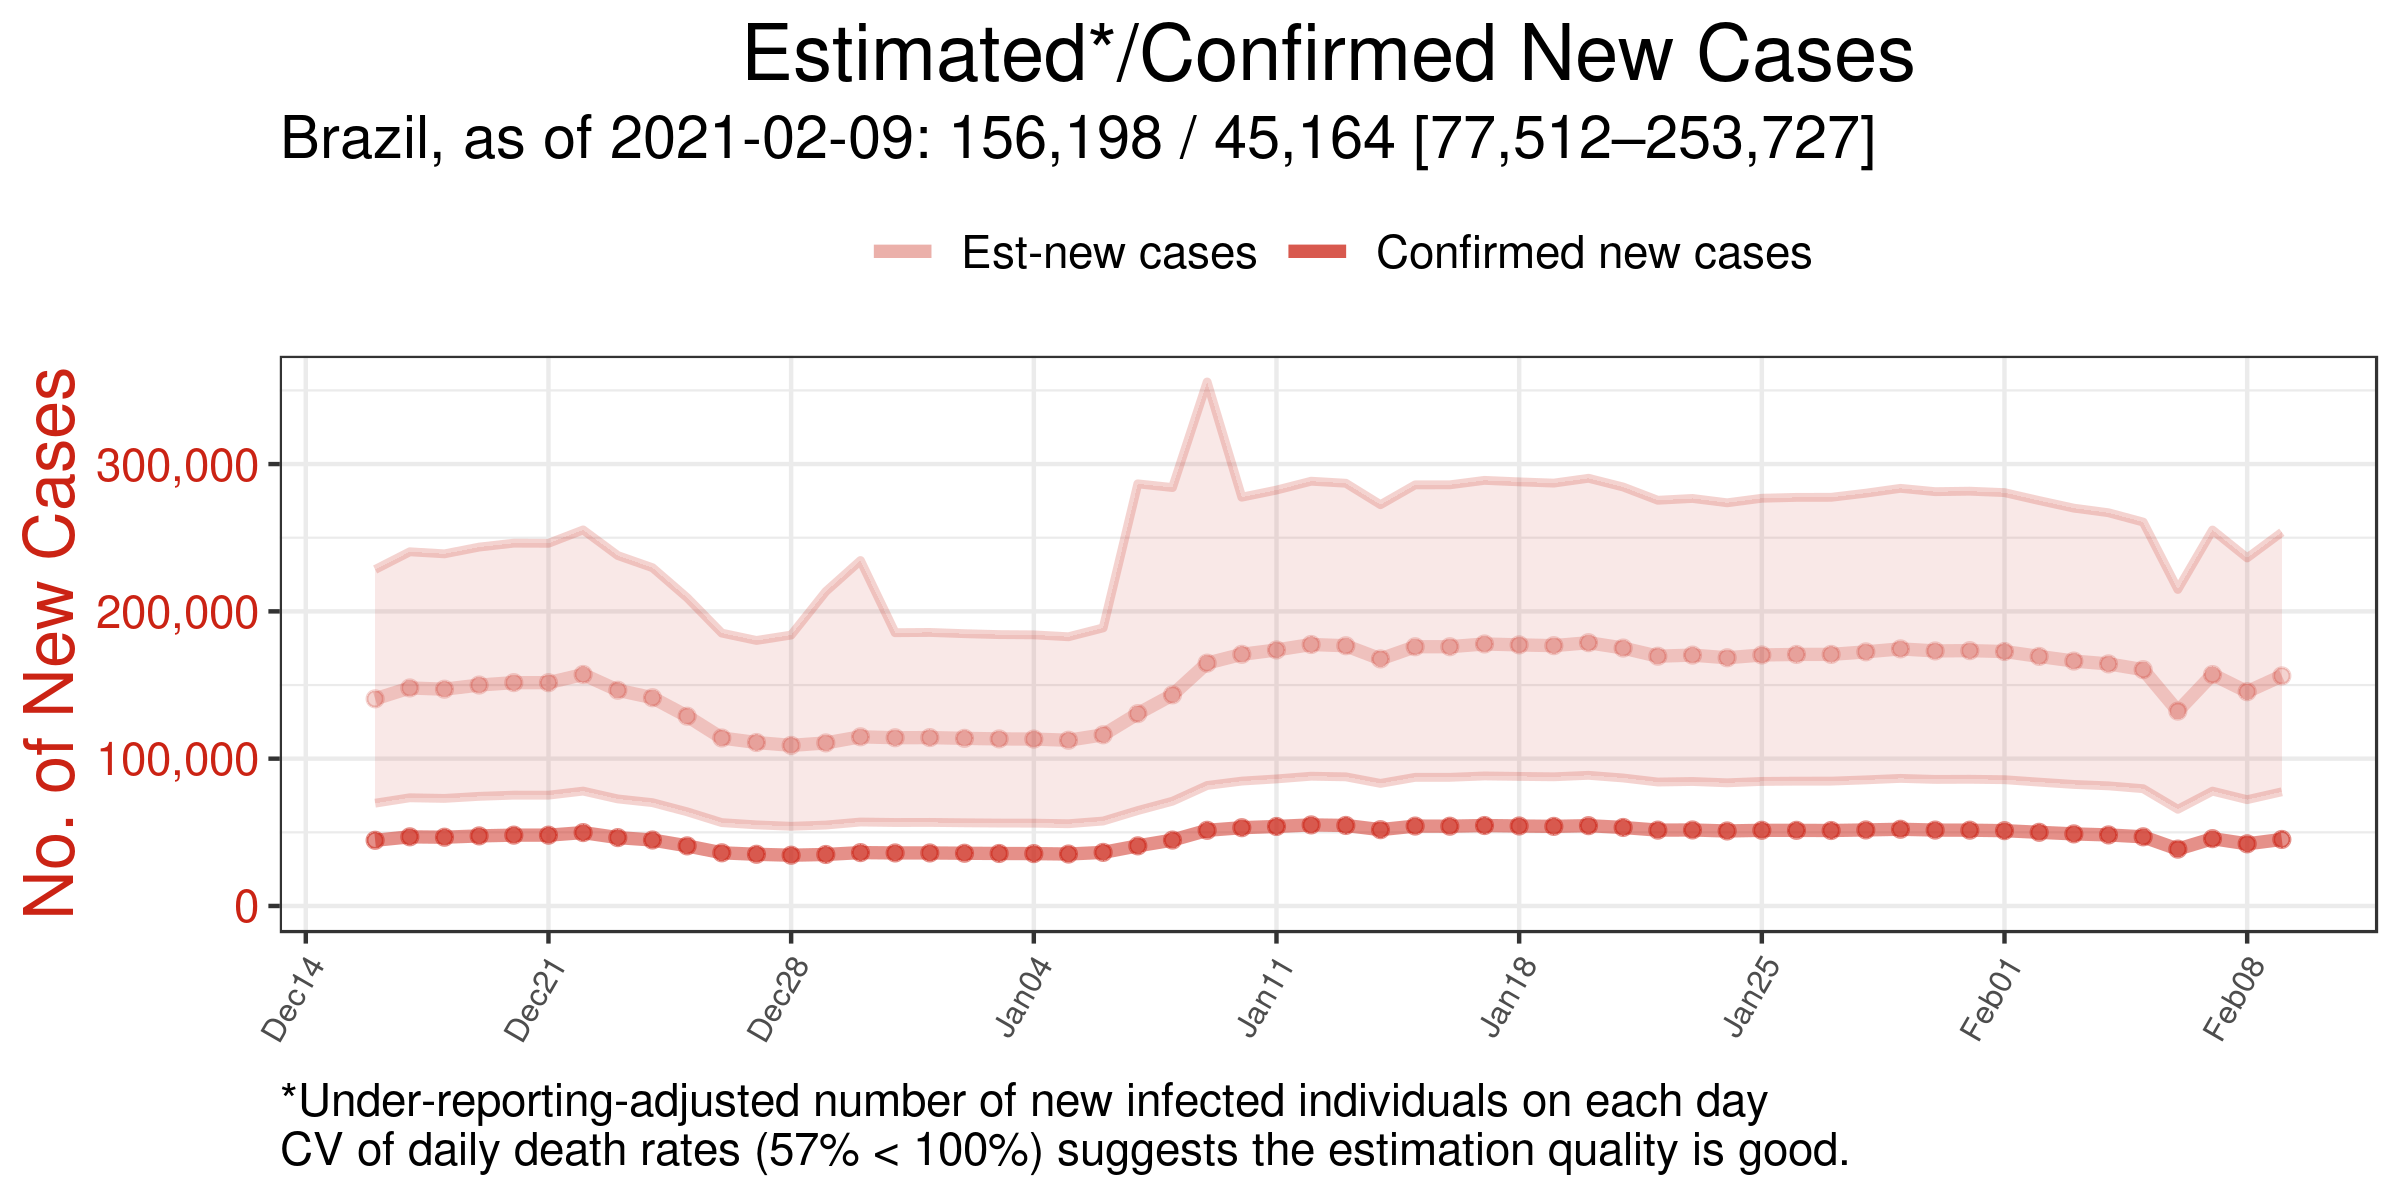 Estimated*/Confirmed New Cases
Brazil, as of 2021-02-09: 156,198 / 45,164 [77,512–253,727]
Est-new cases Confirmed new cases
No. of New Cases
300,000
200,000
100,000
0
Dec14 Dec21 Dec28 Jan04 Jan11 Jan18 Jan25 Feb01 Feb08
*Under-reporting-adjusted number of new infected individuals on each day
CV of daily death rates (57% < 100%) suggests the estimation quality is good.